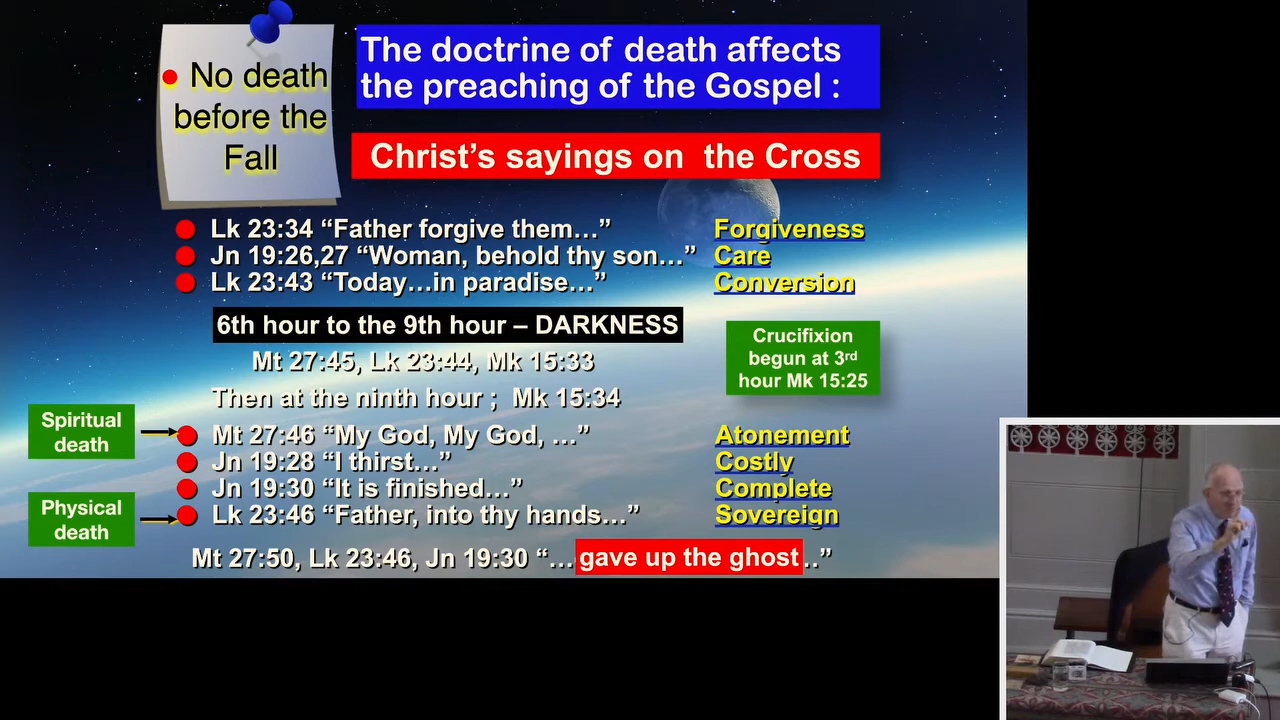 • No death
before the
Fall
The doctrine of death affects
the preaching of the Gospel :
Christ's sayings on the Cross
Lk 23:34 “Father forgive them…” Forgiveness
Jn 19:26,27 “Woman, behold thy son…” Care
Lk 23:43 “Today…in paradise…” Conversion
6th hour to the 9th hour – DARKNESS
Mt 27:45, Lk 23:44, Mk 15:33
Crucifixion
begun at 3rd
hour Mk 15:25
Then at the ninth hour ; Mk 15:34
Spiritual
death
Mt 27:46 “My God, My God, …” Atonement
Jn 19:28 “I thirst…” Costly
Jn 19:30 “It is finished…” Complete
Physical
death
Lk 23:46 “Father, into thy hands…” Sovereign
Mt 27:50, Lk 23:46, Jn 19:30 “…gave up the ghost..”